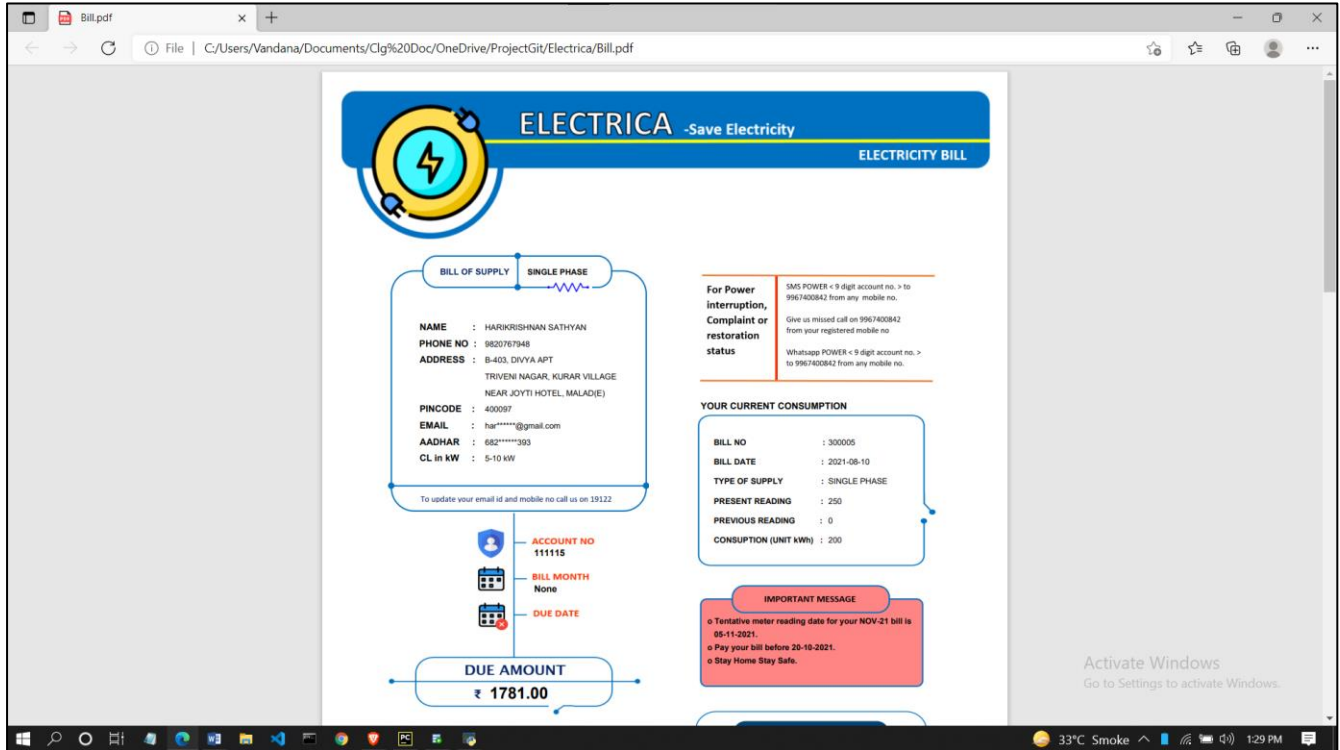 Bill.pdf
File | C:/Users/Vandana/Documents/Clg%20Doc/OneDrive/ProjectGit/Electrica/Bill.pdf
ELECTRICA -Save Electricity
ELECTRICITY BILL
BILL OF SUPPLY SINGLE PHASE
NAME : HARIKRISHNAN SATHYAN
PHONE NO : 9820767948
ADDRESS : B-403, DIVYA APT
TRIVENI NAGAR, KURAR VILLAGE
NEAR JOYTI HOTEL, MALAD(E)
PINCODE : 400097
EMAIL : har******@gmail.com
AADHAR : 682******393
CL in kW : 5-10 kW
To update your email id and mobile no call us on 19122
ACCOUNT NO
111115
BILL MONTH
None
DUE DATE
DUE AMOUNT
₹ 1781.00
For Power
interruption,
Complaint or
restoration
status
SMS POWER < 9 digit account no. > to
9967400842 from any mobile no.
Give us missed call on 9967400842
from your registered mobile no
Whatsapp POWER < 9 digit account no. >
to 9967400842 from any mobile no.
YOUR CURRENT CONSUMPTION
BILL NO : 300005
BILL DATE : 2021-08-10
TYPE OF SUPPLY : SINGLE PHASE
PRESENT READING : 250
PREVIOUS READING : 0
CONSUPTION (UNIT kWh) : 200
IMPORTANT MESSAGE
o Tentative meter reading date for your NOV-21 bill is
05-11-2021.
o Pay your bill before 20-10-2021.
o Stay Home Stay Safe.
Activate Windows
Go to Settings to activate Windows.
33°C Smoke 1:29 PM